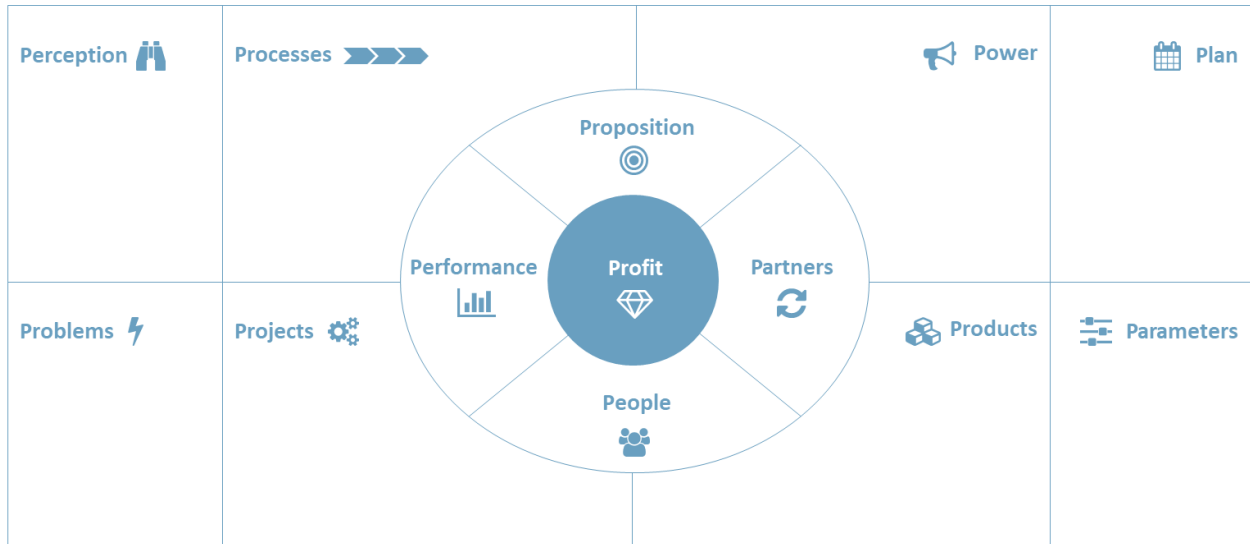 Perception
Processes
Power
Plan
Proposition
Performance
Profit
Partners
Problems
Projects
Products
Parameters
People